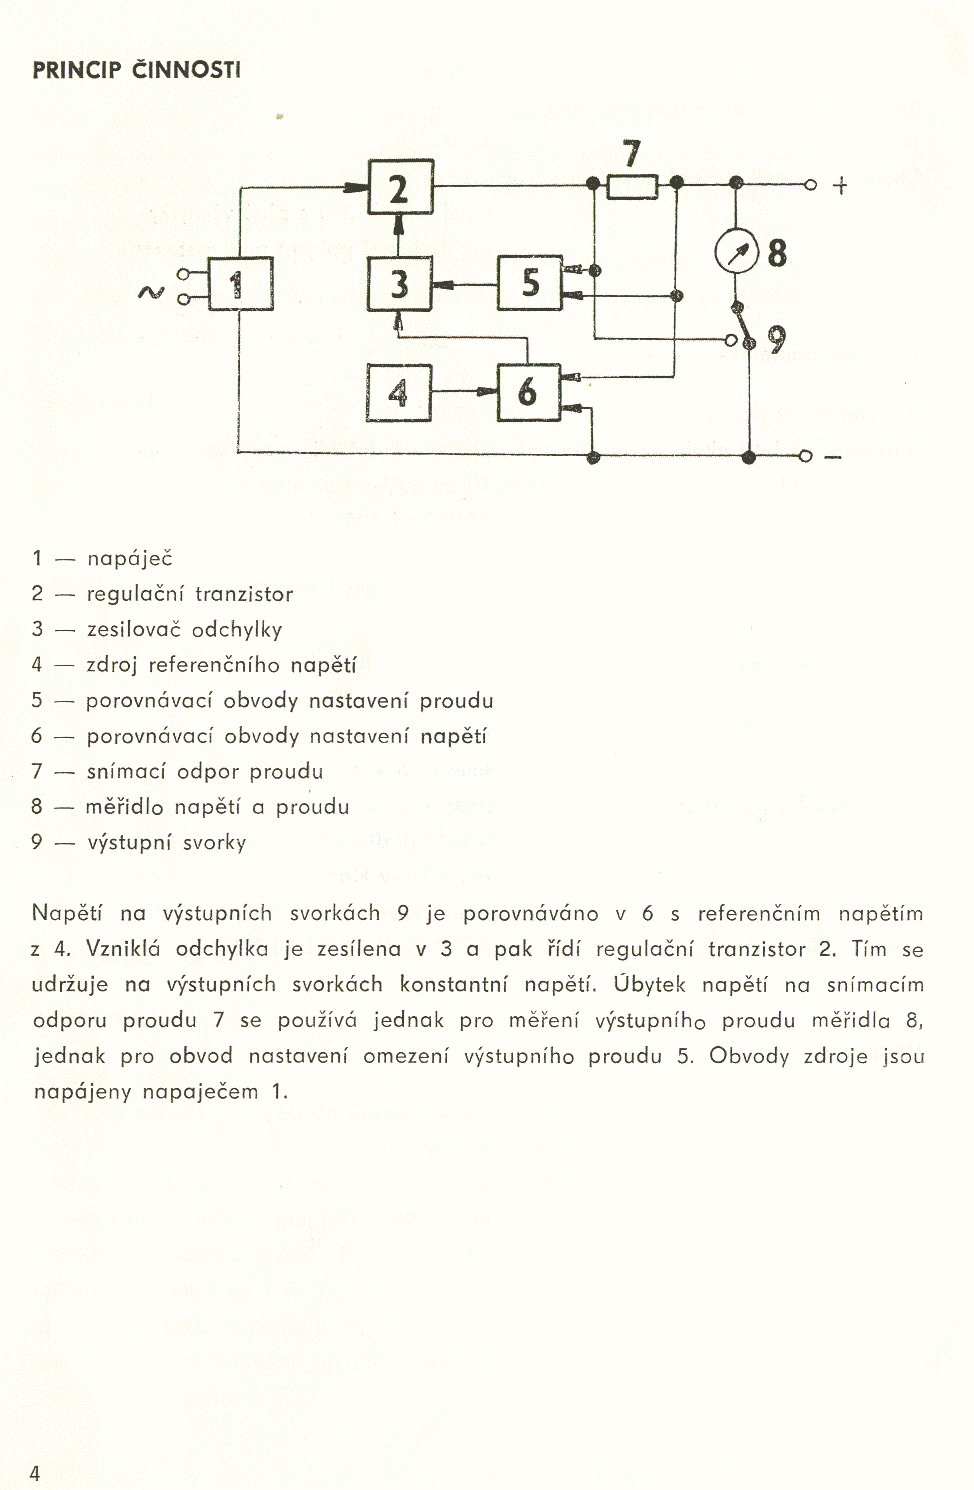 PRINCIP ČINNOSTI
7
2
+
8
1
3
5
9
4
6
∼
−
1 — napáječ
2 — regulační tranzistor
3 — zesilovač odchylky
4 — zdroj referenčního napětí
5 — porovnávací obvody nastavení proudu
6 — porovnávací obvody nastavení napětí
7 — snímací odpor proudu
8 — měřidlo napětí a proudu
9 — výstupní svorky
Napětí na výstupních svorkách 9 je porovnáváno v 6 s referenčním napětím
z 4. Vzniklá odchylka je zesílena v 3 a pak řídí regulační tranzistor 2. Tím se
udržuje na výstupních svorkách konstantní napětí. Úbytek napětí na snímacím
odporu proudu 7 se používá jednak pro měření výstupního proudu měřidla 8,
jednak pro obvod nastavení omezení výstupního proudu 5. Obvody zdroje jsou
napájeny napaječem 1.
4